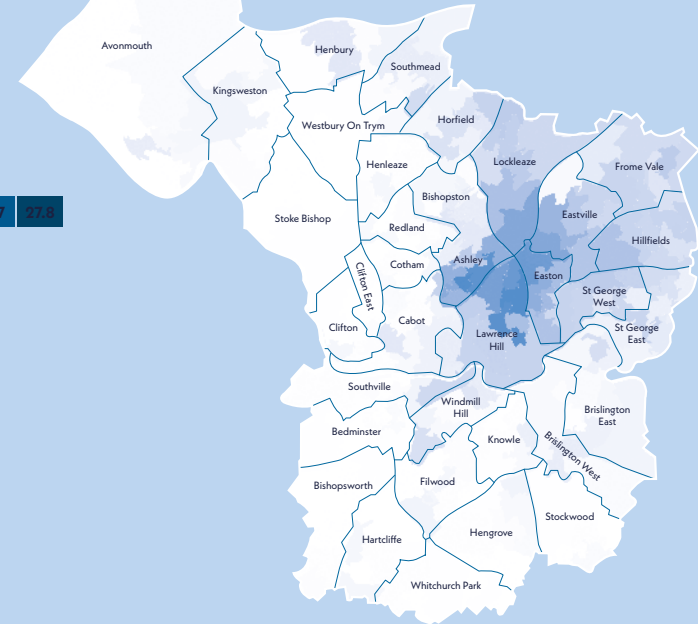 Avonmouth
Henbury
Southmead
Kingsweston
Horfield
Westbury On Trym
Lockleaze
Henleaze
Frome Vale
Bishopston
27.8
Stoke Bishop
Eastville
Redland
Hillfields
Ashley
Cotham
Easton
Clifton East
St George
West
Cabot
Clifton
St George
East
Lawrence
Hill
Southville
Windmill
Hill
Brislington
East
Bedminster
Knowle
Brislington West
Filwood
Bishopsworth
Stockwood
Hengrove
Hartcliffe
Whitchurch Park